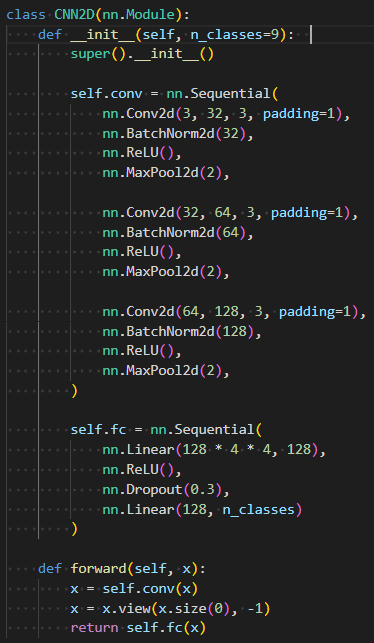 class CNN2D(nn.Module):
    def __init__(self, n_classes=9):
        super().__init__()
        self.conv = nn.Sequential(
            nn.Conv2d(3, 32, 3, padding=1),
            nn.BatchNorm2d(32),
            nn.ReLU(),
            nn.MaxPool2d(2),
            nn.Conv2d(32, 64, 3, padding=1),
            nn.BatchNorm2d(64),
            nn.ReLU(),
            nn.MaxPool2d(2),
            nn.Conv2d(64, 128, 3, padding=1),
            nn.BatchNorm2d(128),
            nn.ReLU(),
            nn.MaxPool2d(2),
        )
        self.fc = nn.Sequential(
            nn.Linear(128 * 4 * 4, 128),
            nn.ReLU(),
            nn.Dropout(0.3),
            nn.Linear(128, n_classes)
        )
    def forward(self, x):
        x = self.conv(x)
        x = x.view(x.size(0), -1)
        return self.fc(x)